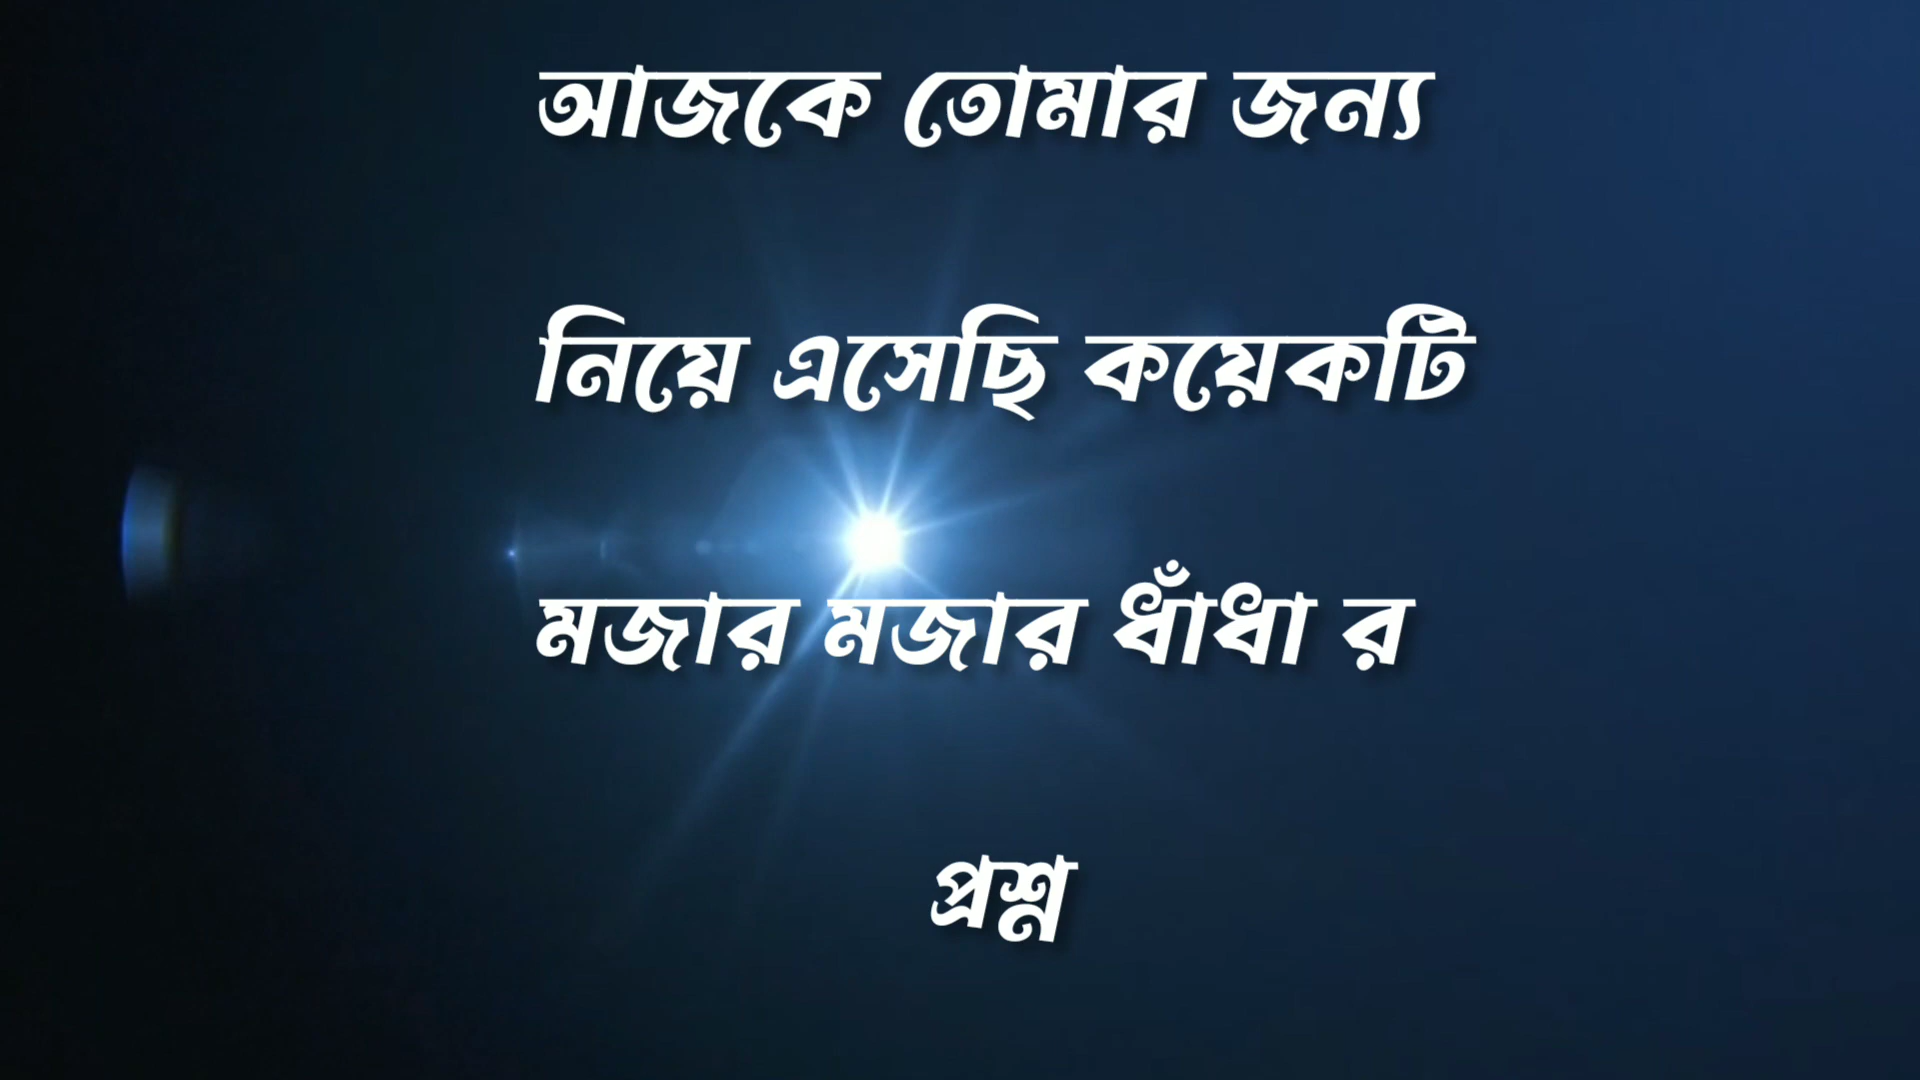 আজকে তোমার জন্য
নিয়ে এসেছি কয়েকটি
মজার মজার ধাঁধা র
প্রশ্ন